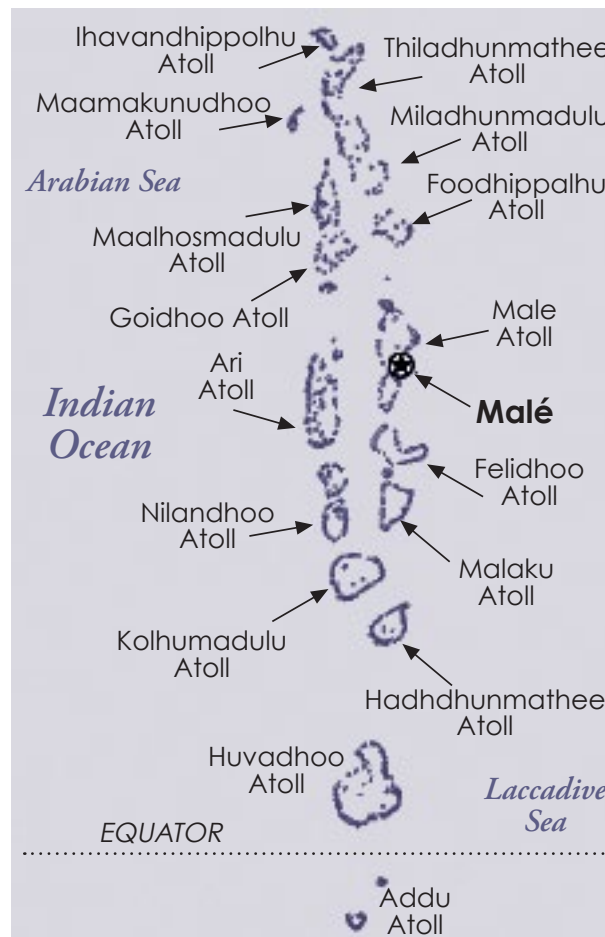 Ihavandhippolhu
Atoll
Thiladhunmathee
Atoll
Maamakunudhoo
Atoll
Miladhunmadulu
Atoll
Arabian Sea
Foodhippalhu
Atoll
Maalhosmadulu
Atoll
Goidhoo Atoll
Male
Atoll
Ari
Atoll
Indian
Ocean
Malé
Felidhoo
Atoll
Nilandhoo
Atoll
Malaku
Atoll
Kolhumadulu
Atoll
Hadhdhunmathee
Atoll
Huvadhoo
Atoll
Laccadive
Sea
EQUATOR
Addu
Atoll